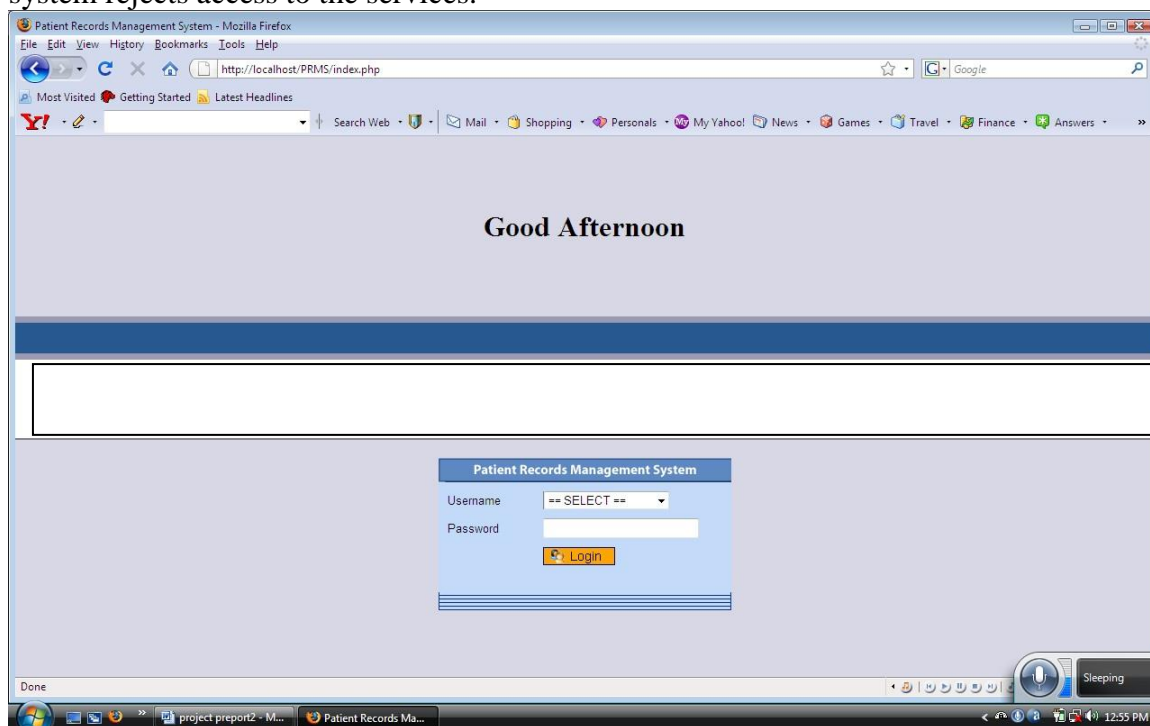 system rejects access to the services.
Patient Records Management System - Mozilla Firefox
File Edit View History Bookmarks Tools Help
http://localhost/PRMS/index.php
G Google
Most Visited Getting Started Latest Headlines
Y! Search Web Mail Shopping Personals My Yahoo! News Games Travel Finance Answers »
Good Afternoon
Patient Records Management System
Username == SELECT ==
Password
Login
Done
Sleeping
» project preport2 - M... Patient Records Ma... 12:55 PM